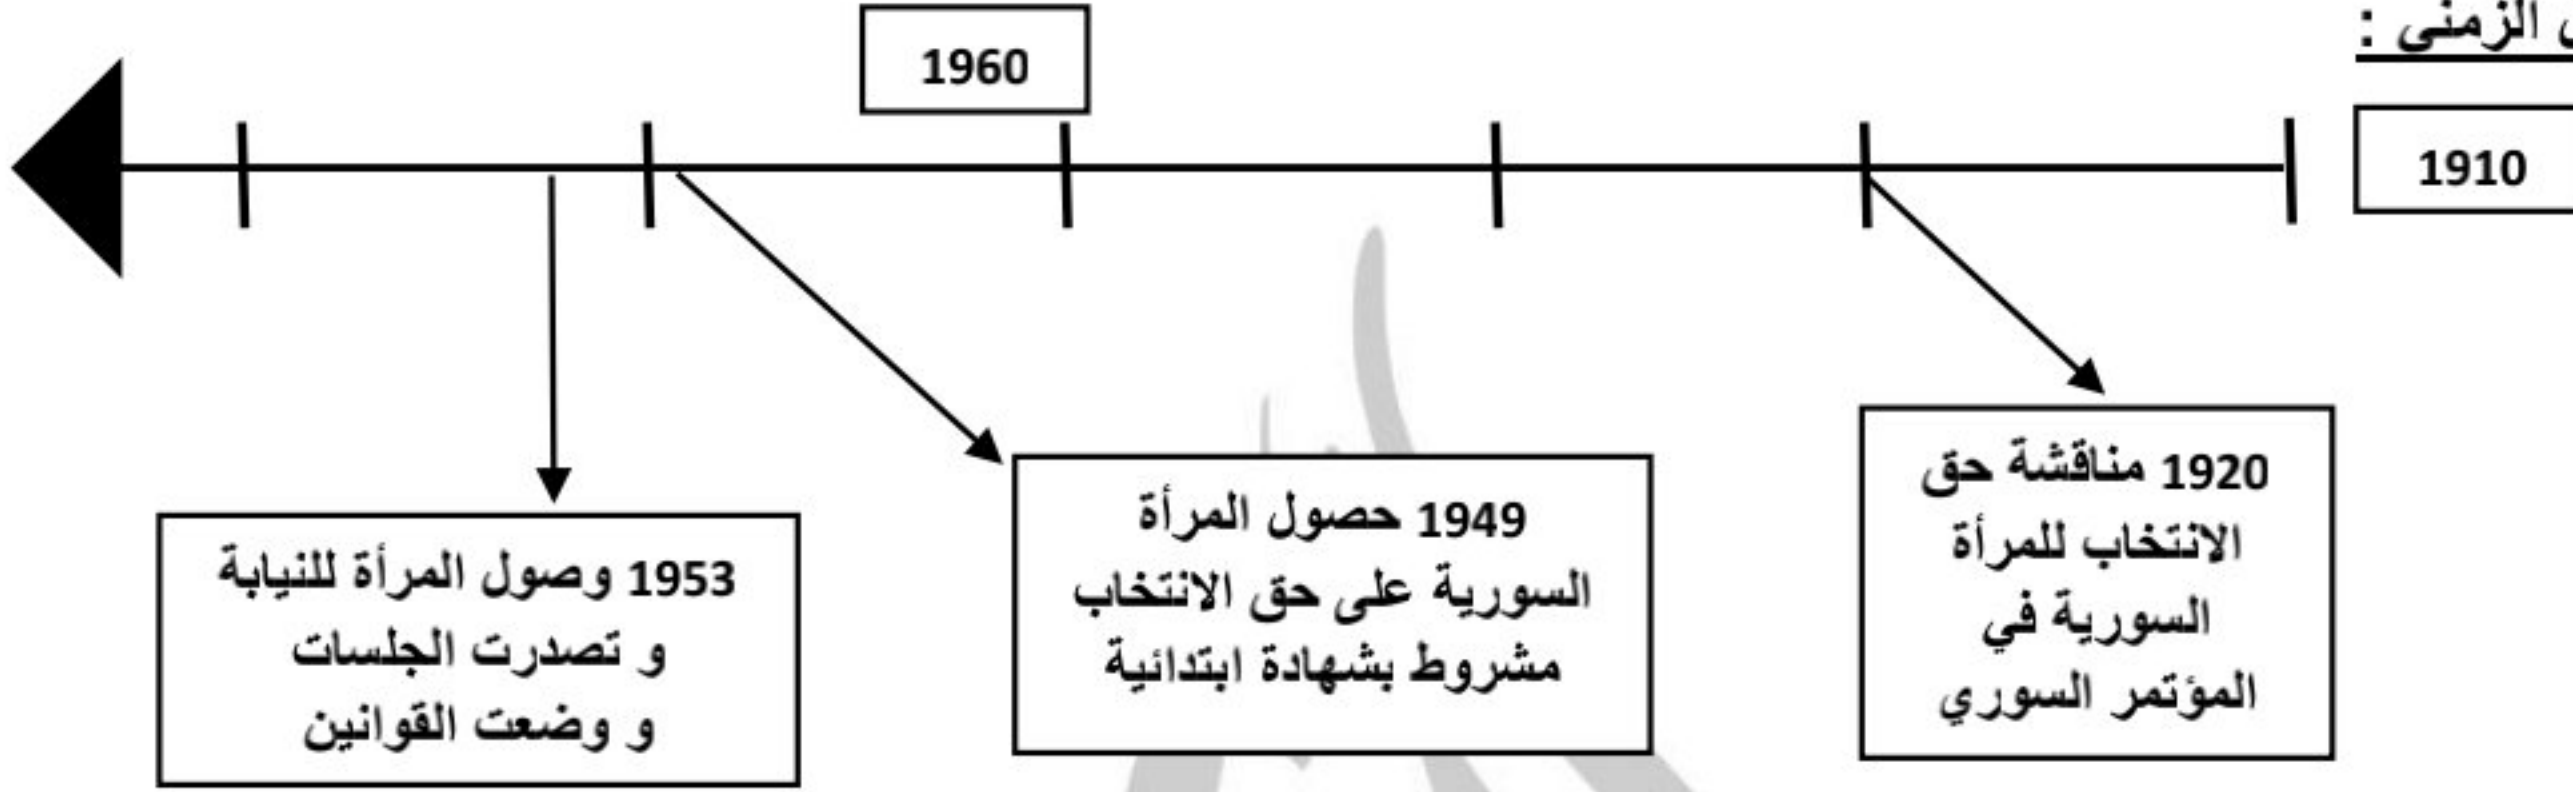 الزمني :
1910
1960
1920 مناقشة حق
الانتخاب للمرأة
السورية في
المؤتمر السوري
1949 حصول المرأة
السورية على حق الانتخاب
مشروط بشهادة ابتدائية
1953 وصول المرأة للنيابة
و تصدرت الجلسات
و وضعت القوانين